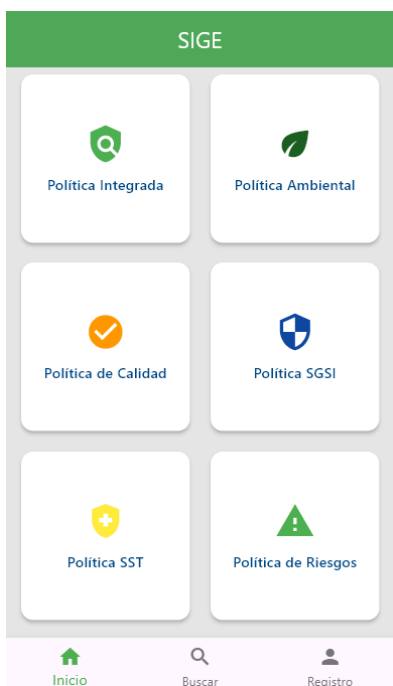 SIGE
Política Integrada
Política Ambiental
Política de Calidad
Política SGSI
Política SST
Política de Riesgos
Inicio
Buscar
Registro